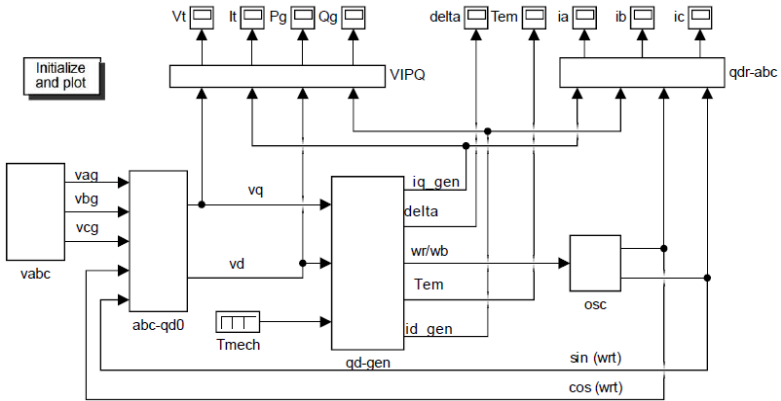 Vt It Pg Qg delta Tem ia ib ic
Initialize
and plot
VIPQ
qdr-abc
vag
vbg
vcg
vabc
abc-qd0
vq
vd
Tmech
iq_gen
delta
wr/wb
Tem
id_gen
qd-gen
osc
sin (wrt)
cos (wrt)